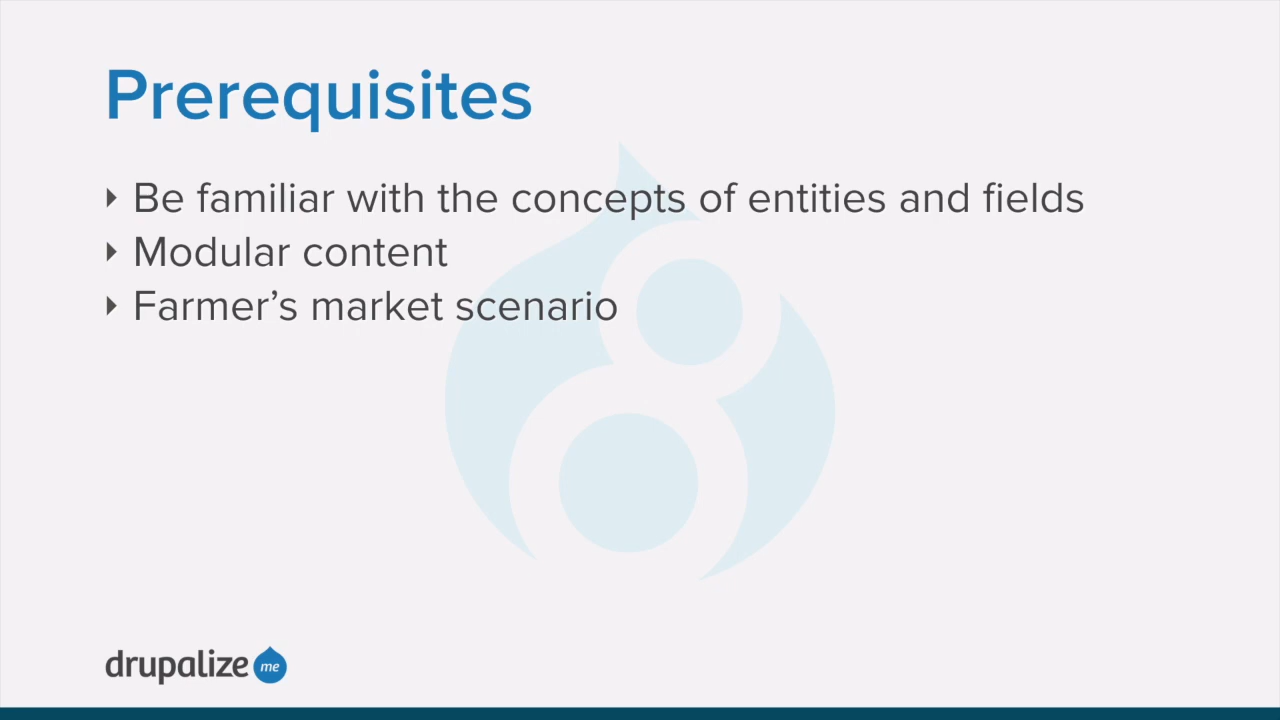 Prerequisites
Be familiar with the concepts of entities and fields
Modular content
Farmer’s market scenario
drupalize me